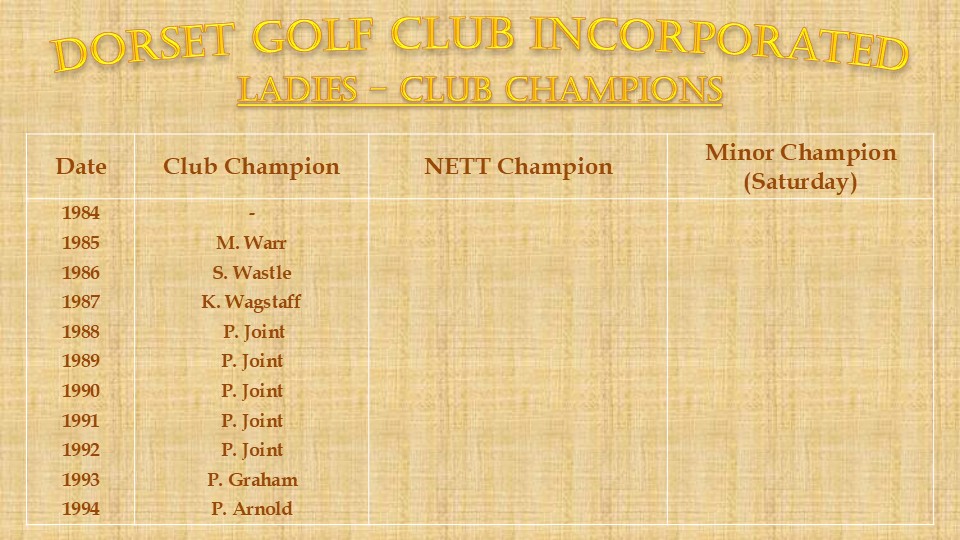 DORSET GOLF CLUB INCORPORATED
LADIES – CLUB CHAMPIONS
Date Club Champion NETT Champion Minor Champion (Saturday)
1984 -
1985 M. Warr
1986 S. Wastle
1987 K. Wagstaff
1988 P. Joint
1989 P. Joint
1990 P. Joint
1991 P. Joint
1992 P. Joint
1993 P. Graham
1994 P. Arnold